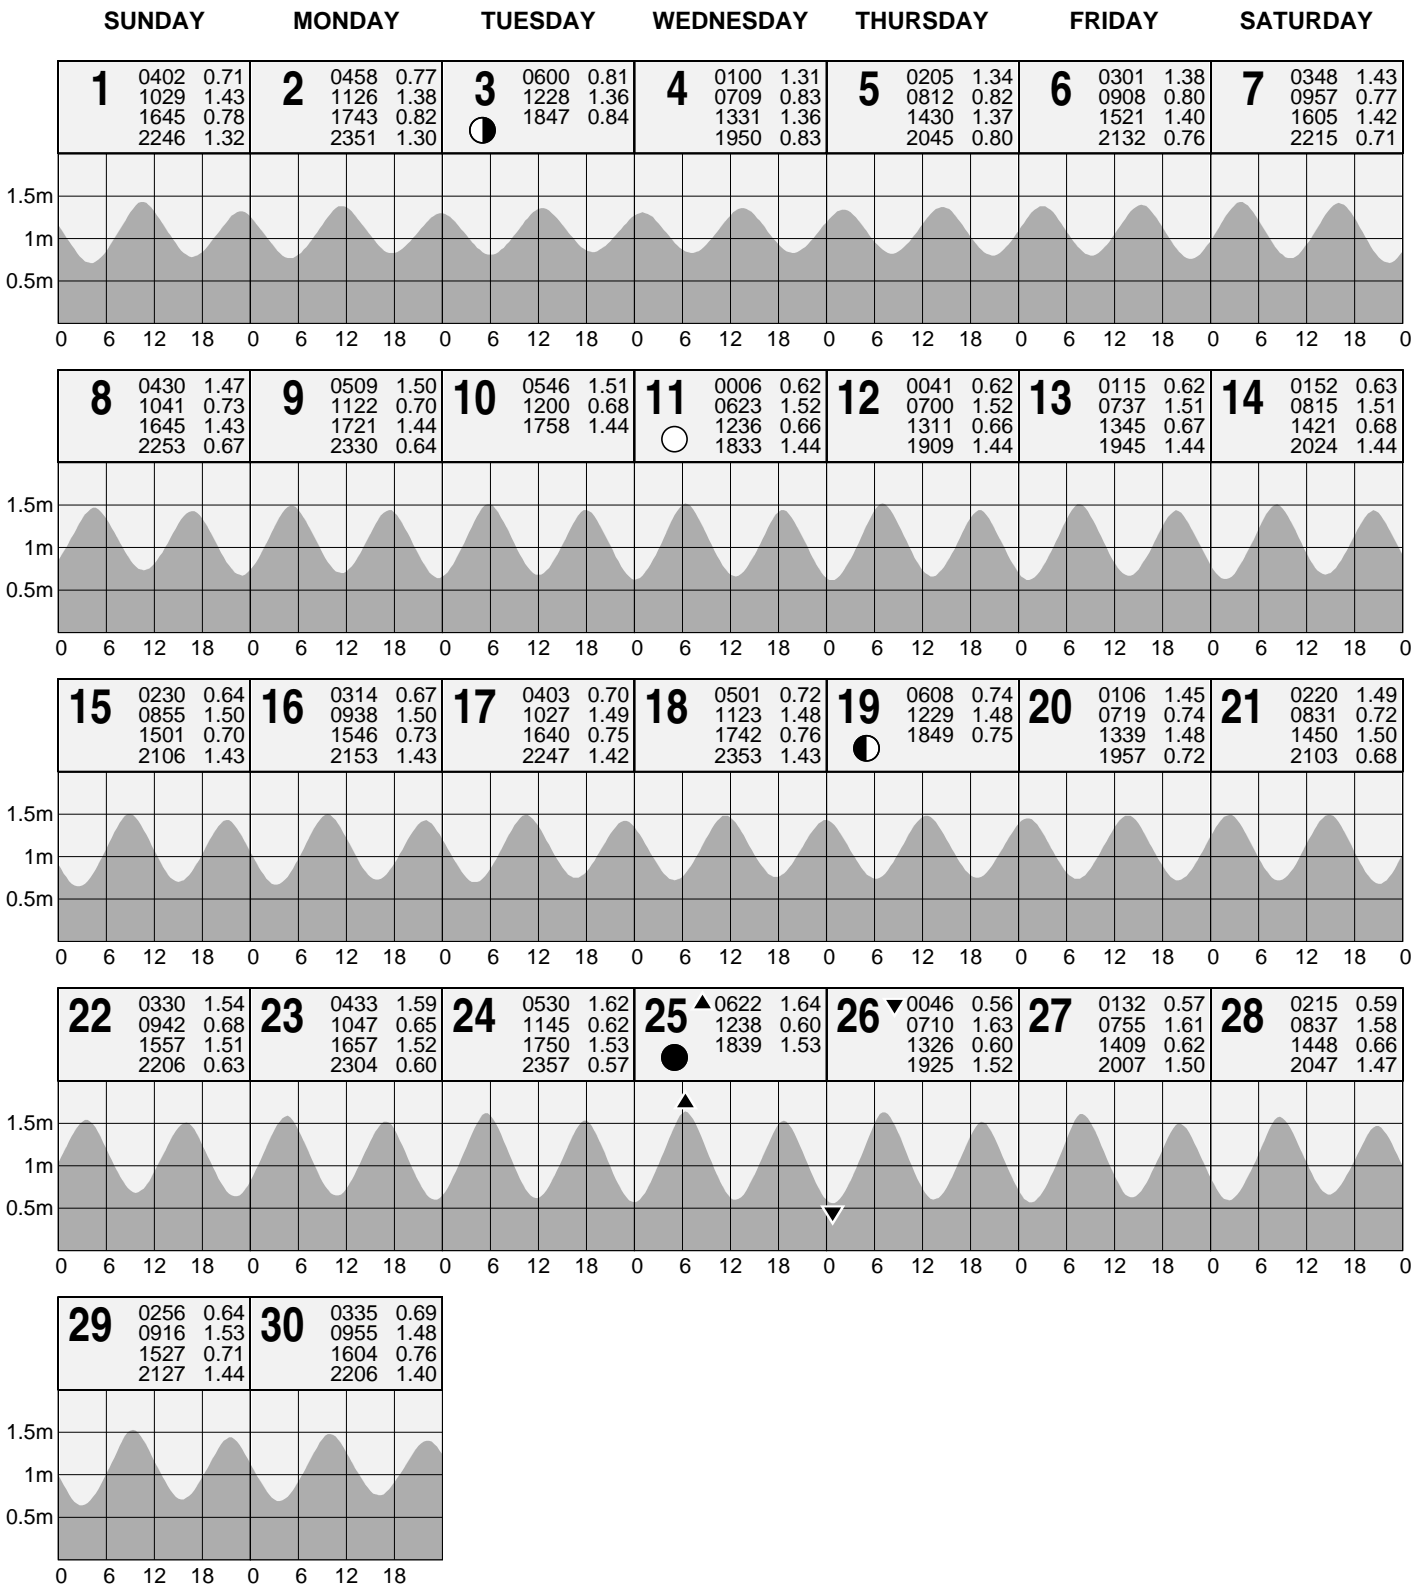 SUNDAY MONDAY TUESDAY WEDNESDAY THURSDAY FRIDAY SATURDAY
1 0402 0.71
1029 1.43
1645 0.78
2246 1.32
2 0458 0.77
1126 1.38
1743 0.82
2351 1.30
3 0600 0.81
1228 1.36
1847 0.84
4 0100 1.31
0709 0.83
1331 1.36
1950 0.83
5 0205 1.34
0812 0.82
1430 1.37
2045 0.80
6 0301 1.38
0908 0.80
1521 1.40
2132 0.76
7 0348 1.43
0957 0.77
1605 1.42
2215 0.71
1.5m
1m
0.5m
0 6 12 18 0 6 12 18 0 6 12 18 0 6 12 18 0 6 12 18 0 6 12 18 0 6 12 18 0
8 0430 1.47
1041 0.73
1645 1.43
2253 0.67
9 0509 1.50
1122 0.70
1721 1.44
2330 0.64
10 0546 1.51
1200 0.68
1758 1.44
11 0006 0.62
0623 1.52
1236 0.66
1833 1.44
12 0041 0.62
0700 1.52
1311 0.66
1909 1.44
13 0115 0.62
0737 1.51
1345 0.67
1945 1.44
14 0152 0.63
0815 1.51
1421 0.68
2024 1.44
1.5m
1m
0.5m
0 6 12 18 0 6 12 18 0 6 12 18 0 6 12 18 0 6 12 18 0 6 12 18 0 6 12 18 0
15 0230 0.64
0855 1.50
1501 0.70
2106 1.43
16 0314 0.67
0938 1.50
1546 0.73
2153 1.43
17 0403 0.70
1027 1.49
1640 0.75
2247 1.42
18 0501 0.72
1123 1.48
1742 0.76
2353 1.43
19 0608 0.74
1229 1.48
1849 0.75
20 0106 1.45
0719 0.74
1339 1.48
1957 0.72
21 0220 1.49
0831 0.72
1450 1.50
2103 0.68
1.5m
1m
0.5m
0 6 12 18 0 6 12 18 0 6 12 18 0 6 12 18 0 6 12 18 0 6 12 18 0 6 12 18 0
22 0330 1.54
0942 0.68
1557 1.51
2206 0.63
23 0433 1.59
1047 0.65
1657 1.52
2304 0.60
24 0530 1.62
1145 0.62
1750 1.53
2357 0.57
25 0622 1.64
1238 0.60
1839 1.53
26 0046 0.56
0710 1.63
1326 0.60
1925 1.52
27 0132 0.57
0755 1.61
1409 0.62
2007 1.50
28 0215 0.59
0837 1.58
1448 0.66
2047 1.47
1.5m
1m
0.5m
0 6 12 18 0 6 12 18 0 6 12 18 0 6 12 18 0 6 12 18 0 6 12 18 0 6 12 18 0
29 0256 0.64
0916 1.53
1527 0.71
2127 1.44
30 0335 0.69
0955 1.48
1604 0.76
2206 1.40
1.5m
1m
0.5m
0 6 12 18 0 6 12 18